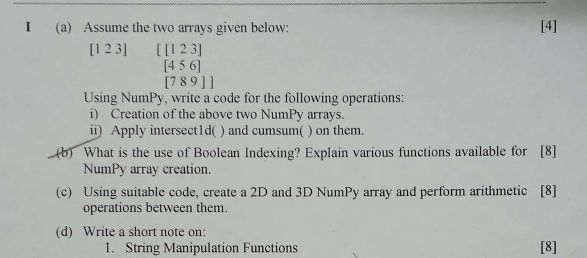 I (a) Assume the two arrays given below: [4]
[1 2 3] [ [1 2 3]
[4 5 6]
[7 8 9 ] ]
Using NumPy, write a code for the following operations:
i) Creation of the above two NumPy arrays.
ii) Apply intersect1d( ) and cumsum( ) on them.
(b) What is the use of Boolean Indexing? Explain various functions available for [8]
NumPy array creation.
(c) Using suitable code, create a 2D and 3D NumPy array and perform arithmetic [8]
operations between them.
(d) Write a short note on:
1. String Manipulation Functions [8]